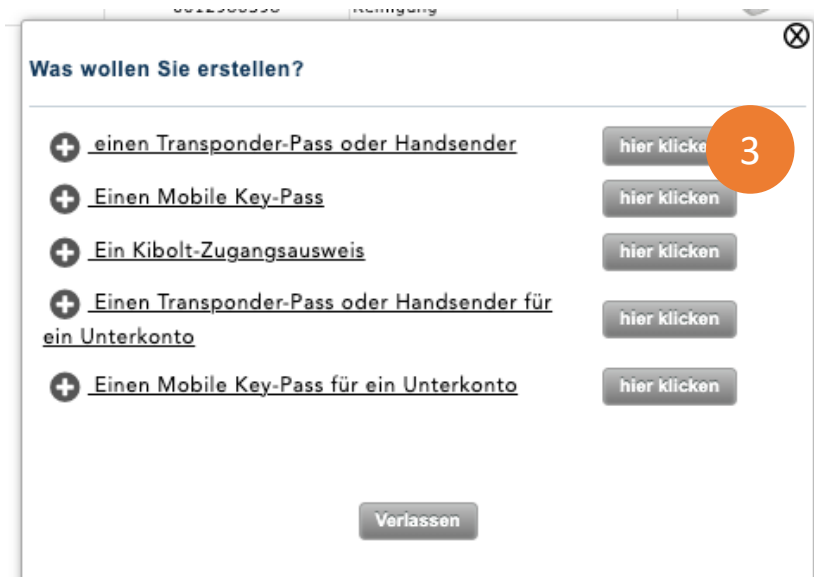 Was wollen Sie erstellen?
einen Transponder-Pass oder Handsender hier klicke 3
Einen Mobile Key-Pass hier klicken
Ein Kibolt-Zugangsausweis hier klicken
Einen Transponder-Pass oder Handsender für
ein Unterkonto hier klicken
Einen Mobile Key-Pass für ein Unterkonto hier klicken
Verlassen